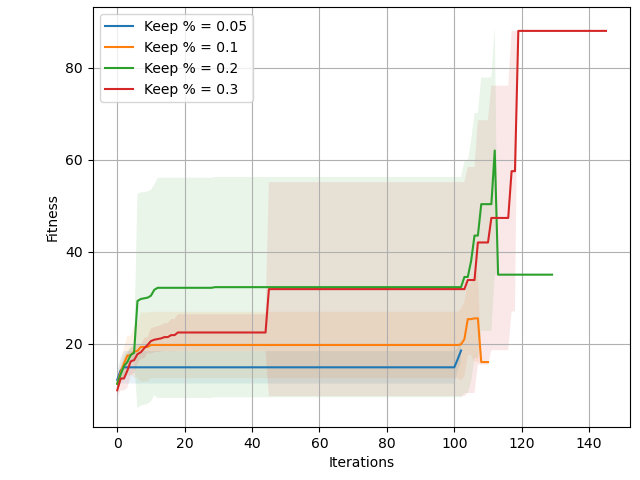 Keep % = 0.05
Keep % = 0.1
Keep % = 0.2
Keep % = 0.3
80
60
40
20
Fitness
0 20 40 60 80 100 120 140
Iterations